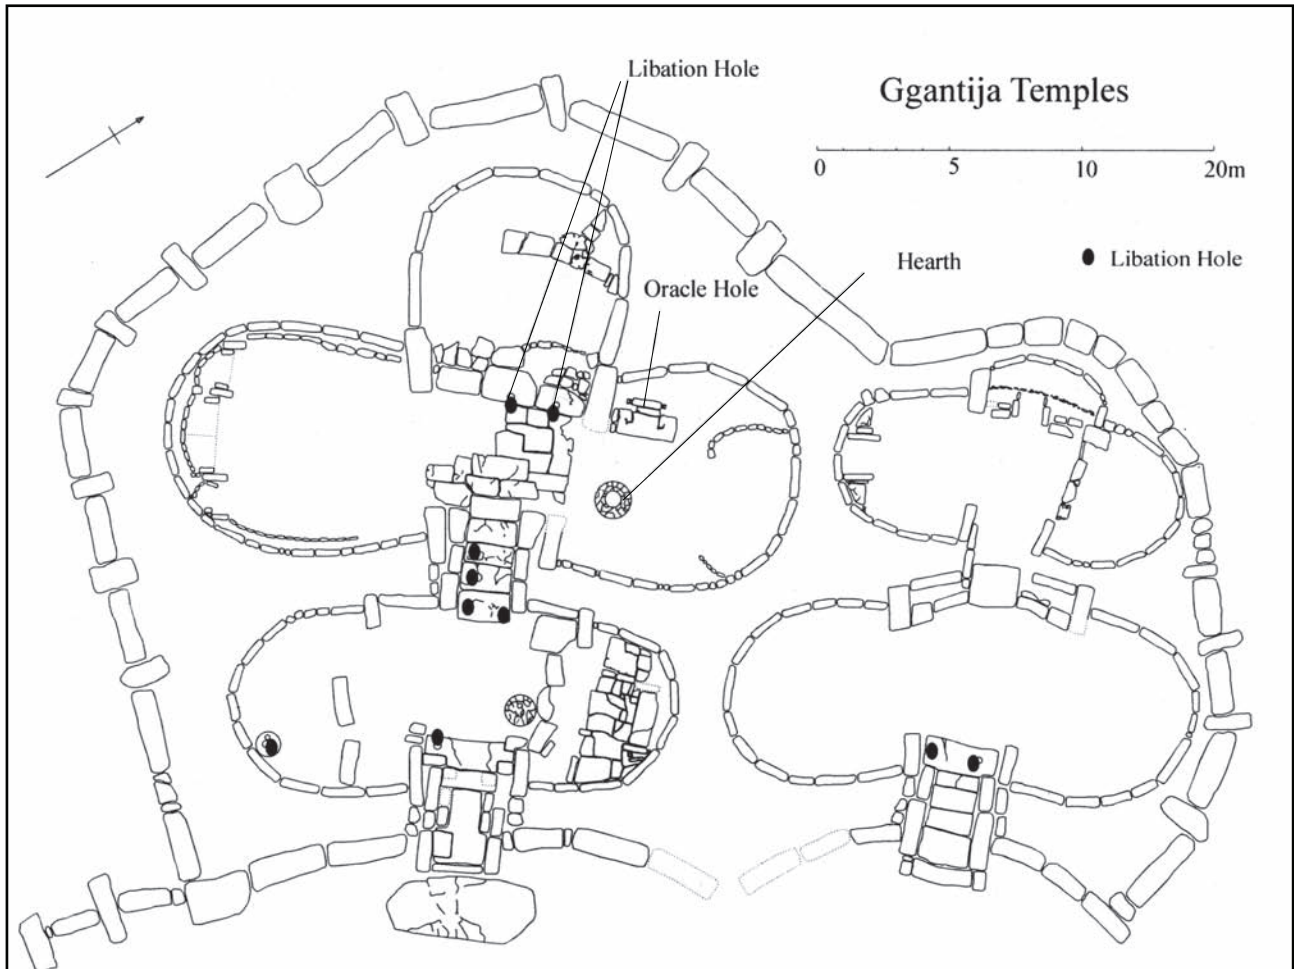 Libation Hole
Ggantija Temples
0 5 10 20m
Hearth
Libation Hole
Oracle Hole